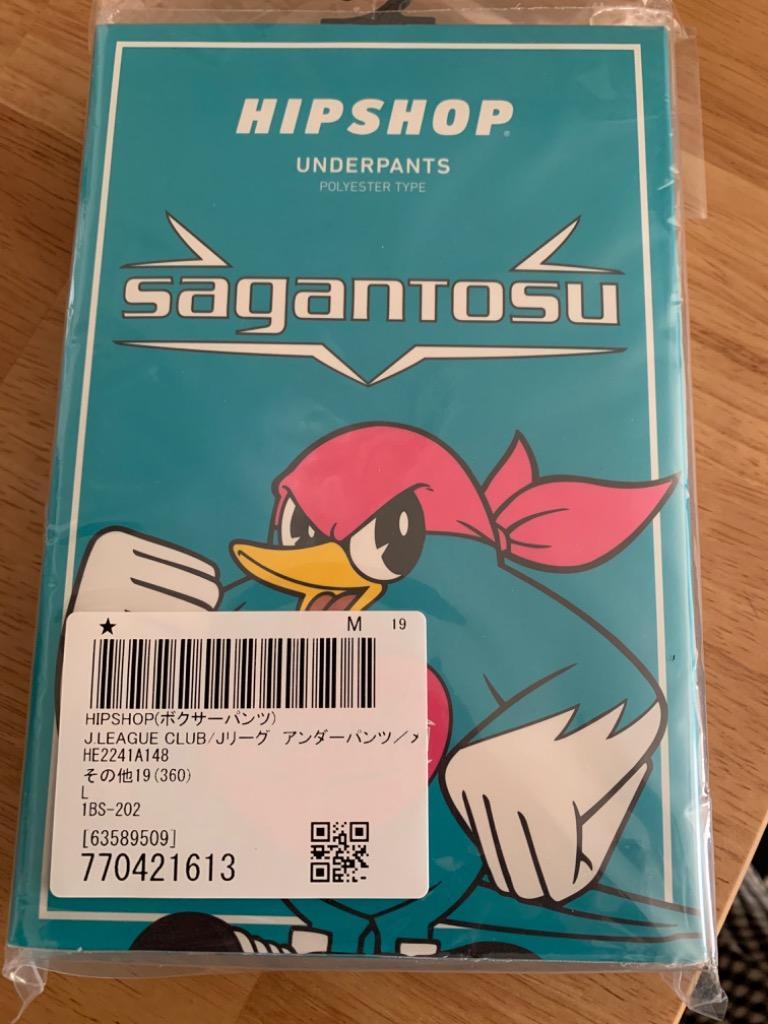 HIPSHOP
UNDERPANTS
POLYESTER TYPE
sagantosu
★ M 19
HIPSHOP(ボクサーパンツ)
J.LEAGUE CLUB/Jリーグ アンダーパンツ/メ
HE2241A148
その他19(360)
L
1BS-202
[63589509]
770421613